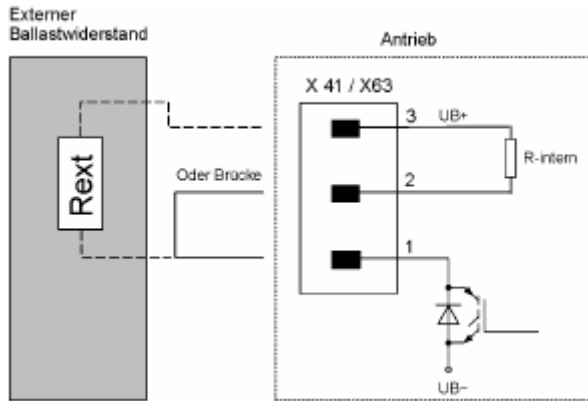 Externer
Ballastwiderstand
Antrieb
X 41 / X63
3
UB+
R-intern
Rext
Oder Brücke
2
1
UB−